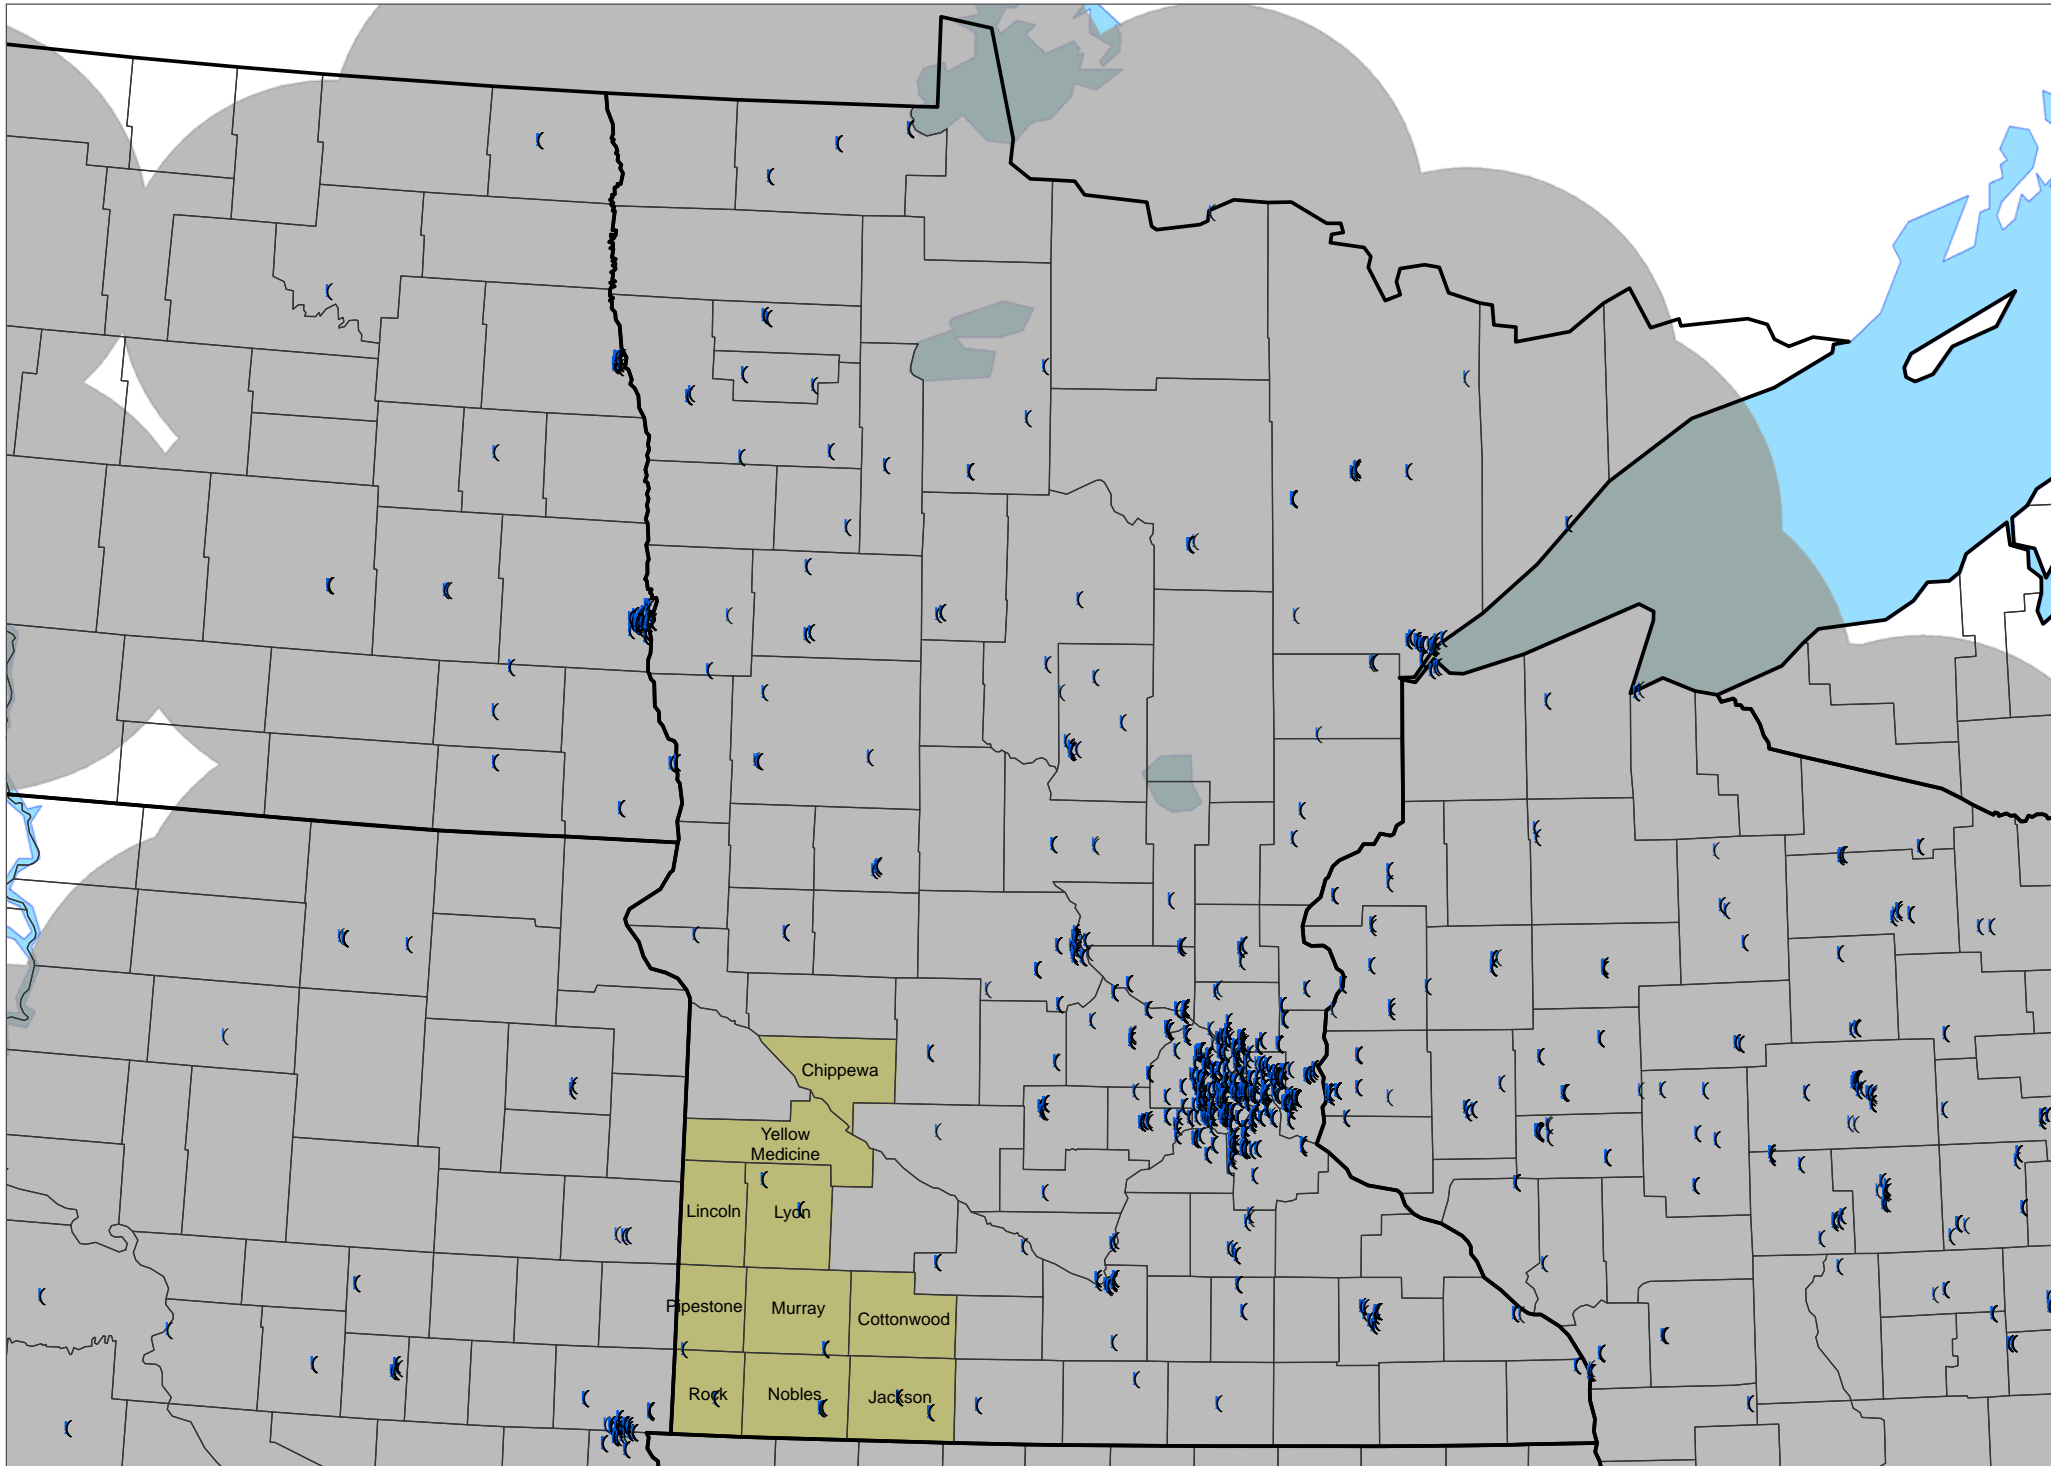 Chippewa
Yellow
Medicine
Lincoln
Lyon
Pipestone
Murray
Cottonwood
Rock
Nobles
Jackson